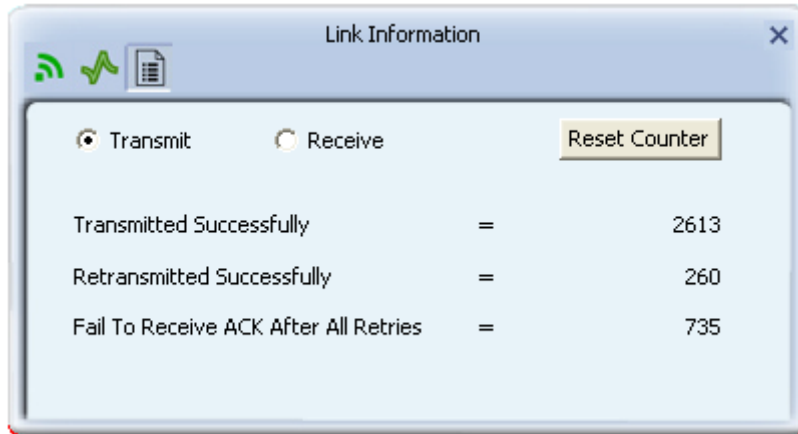 Link Information
Transmit Receive Reset Counter
Transmitted Successfully = 2613
Retransmitted Successfully = 260
Fail To Receive ACK After All Retries = 735